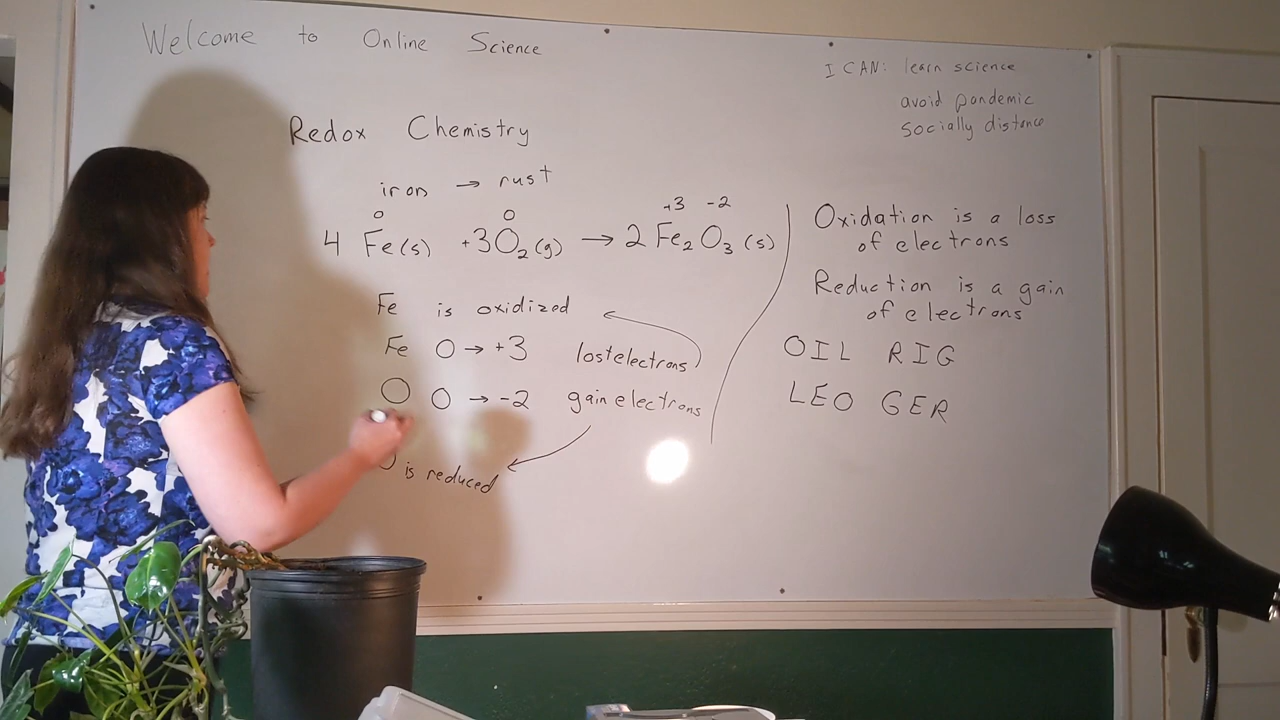 Welcome to Online Science
I CAN: learn science
avoid pandemic
socially distance
Redox Chemistry
iron → rust
0 0 +3 -2
4 Fe(s) +3O₂(g) → 2 Fe₂O₃(s)
Fe is oxidized
Fe 0 → +3 lost electrons
O 0 → -2 gain electrons
is reduced
Oxidation is a loss
of electrons
Reduction is a gain
of electrons
OIL RIG
LEO GER